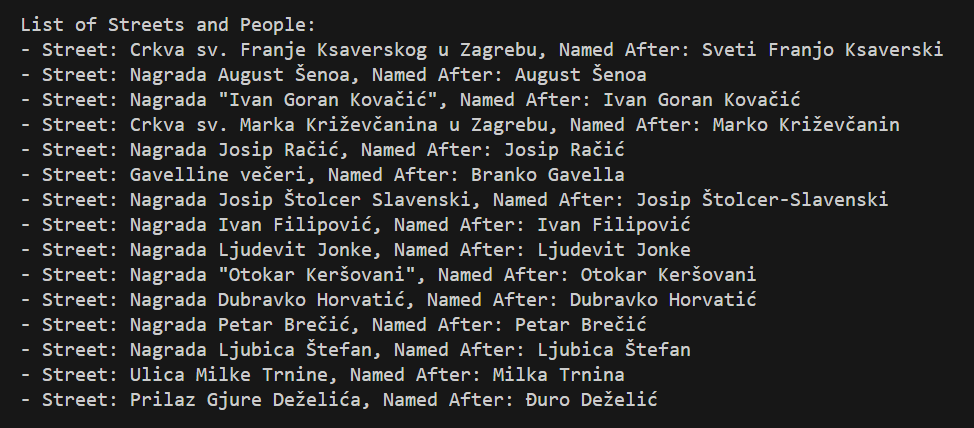 List of Streets and People:
- Street: Crkva sv. Franje Ksaverskog u Zagrebu, Named After: Sveti Franjo Ksaverski
- Street: Nagrada August Šenoa, Named After: August Šenoa
- Street: Nagrada "Ivan Goran Kovačić", Named After: Ivan Goran Kovačić
- Street: Crkva sv. Marka Križevčanina u Zagrebu, Named After: Marko Križevčanin
- Street: Nagrada Josip Račić, Named After: Josip Račić
- Street: Gavelline večeri, Named After: Branko Gavella
- Street: Nagrada Josip Štolcer Slavenski, Named After: Josip Štolcer-Slavenski
- Street: Nagrada Ivan Filipović, Named After: Ivan Filipović
- Street: Nagrada Ljudevit Jonke, Named After: Ljudevit Jonke
- Street: Nagrada "Otokar Keršovani", Named After: Otokar Keršovani
- Street: Nagrada Dubravko Horvatić, Named After: Dubravko Horvatić
- Street: Nagrada Petar Brečić, Named After: Petar Brečić
- Street: Nagrada Ljubica Štefan, Named After: Ljubica Štefan
- Street: Ulica Milke Trnine, Named After: Milka Trnina
- Street: Prilaz Gjure Deželića, Named After: Đuro Deželić